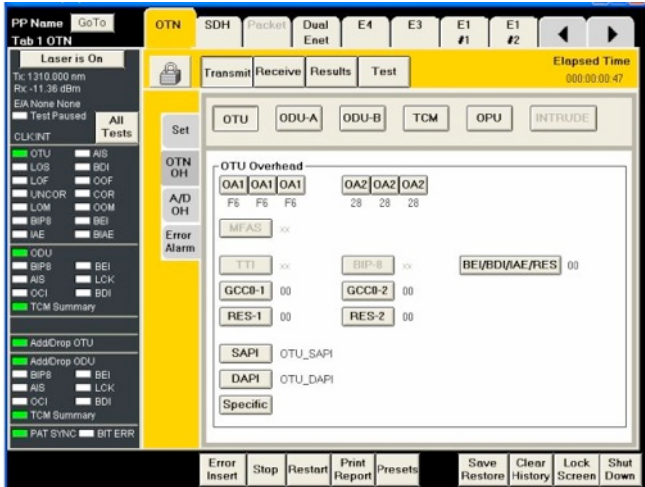 PP Name GoTo
Tab 1 OTN
OTN SDH Packet Dual Enet E4 E3 E1 #1 E1 #2
Laser is On
Tx: 1310.000 nm
Rx -11.36 dBm
E/A None None
Test Paused
CLK:INT
All Tests
Transmit Receive Results Test
Elapsed Time
000:00:00:47
OTU AIS
LOS BDI
LOF OOF
UNCOR COR
LOM OOM
BIP8 BEI
IAE BIAE
ODU
BIP8 BEI
AIS LCK
OCI BDI
TCM Summary
Add/Drop OTU
Add/Drop ODU
BIP8 BEI
AIS LCK
OCI BDI
TCM Summary
PAT SYNC BIT ERR
Set
OTN OH
A/D OH
Error Alarm
OTU ODU-A ODU-B TCM OPU INTRUDE
OTU Overhead
OA1 OA1 OA1 OA2 OA2 OA2
F6 F6 F6 28 28 28
MFAS xx
TTI xx BIP-8 xx BEI/BDI/IAE/RES 00
GCC0-1 00 GCC0-2 00
RES-1 00 RES-2 00
SAPI OTU_SAPI
DAPI OTU_DAPI
Specific
Error Insert Stop Restart Print Report Presets Save Restore Clear History Lock Screen Shut Down